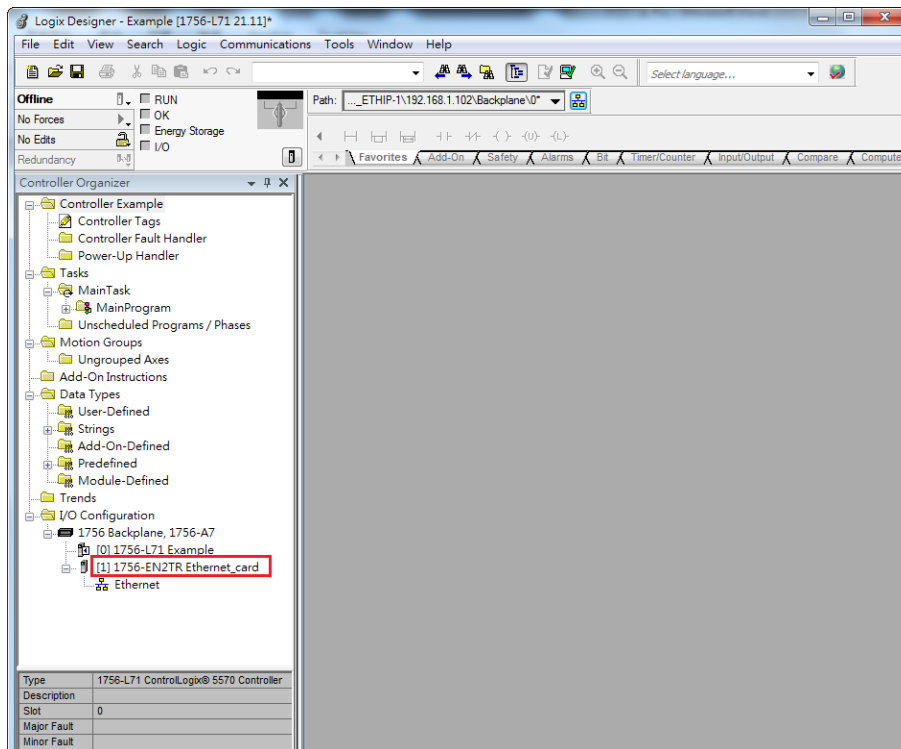 Logix Designer - Example [1756-L71 21.11]*
File Edit View Search Logic Communications Tools Window Help
Select language...
Offline
RUN
Path: ..._ETHIP-1\192.168.1.102\Backplane\0*
No Forces
OK
No Edits
Energy Storage
Redundancy
I/O
Favorites Add-On Safety Alarms Bit Timer/Counter Input/Output Compare Compute
Controller Organizer
Controller Example
Controller Tags
Controller Fault Handler
Power-Up Handler
Tasks
MainTask
MainProgram
Unscheduled Programs / Phases
Motion Groups
Ungrouped Axes
Add-On Instructions
Data Types
User-Defined
Strings
Add-On-Defined
Predefined
Module-Defined
Trends
I/O Configuration
1756 Backplane, 1756-A7
[0] 1756-L71 Example
[1] 1756-EN2TR Ethernet_card
Ethernet
Type 1756-L71 ControlLogix® 5570 Controller
Description
Slot 0
Major Fault
Minor Fault